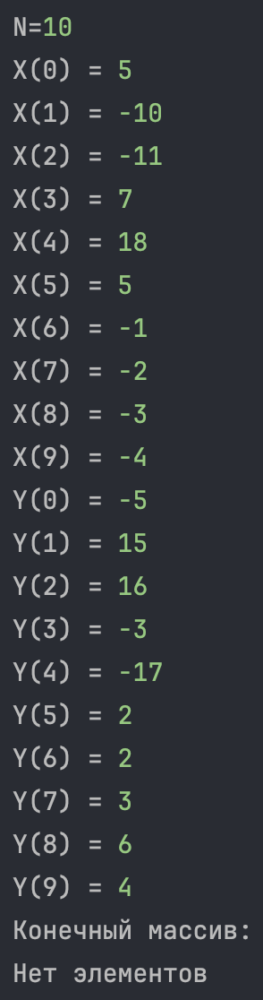 N=10
X(0) = 5
X(1) = -10
X(2) = -11
X(3) = 7
X(4) = 18
X(5) = 5
X(6) = -1
X(7) = -2
X(8) = -3
X(9) = -4
Y(0) = -5
Y(1) = 15
Y(2) = 16
Y(3) = -3
Y(4) = -17
Y(5) = 2
Y(6) = 2
Y(7) = 3
Y(8) = 6
Y(9) = 4
Конечный массив:
Нет элементов